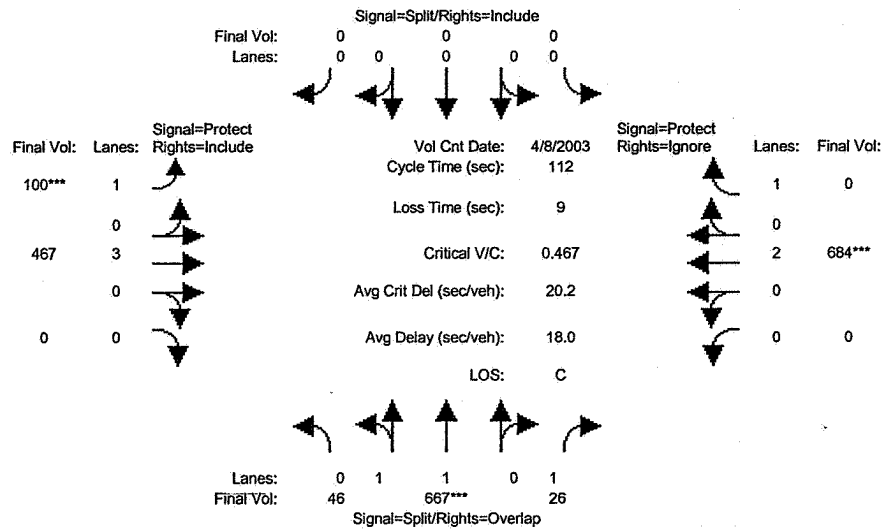 Signal=Split/Rights=Include
Final Vol: 0 0 0
Lanes: 0 0 0 0 0
Signal=Protect
Final Vol: Lanes: Rights=Include
Vol Cnt Date: 4/8/2003
Signal=Protect
Rights=Ignore Lanes: Final Vol:
Cycle Time (sec): 112
100*** 1
1 0
Loss Time (sec): 9
0
0
467 3
Critical V/C: 0.467
2 684***
0
Avg Crit Del (sec/veh): 20.2
0
0 0
Avg Delay (sec/veh): 18.0
0 0
LOS: C
Lanes: 0 1 1 0 1
Final Vol: 46 667*** 26
Signal=Split/Rights=Overlap